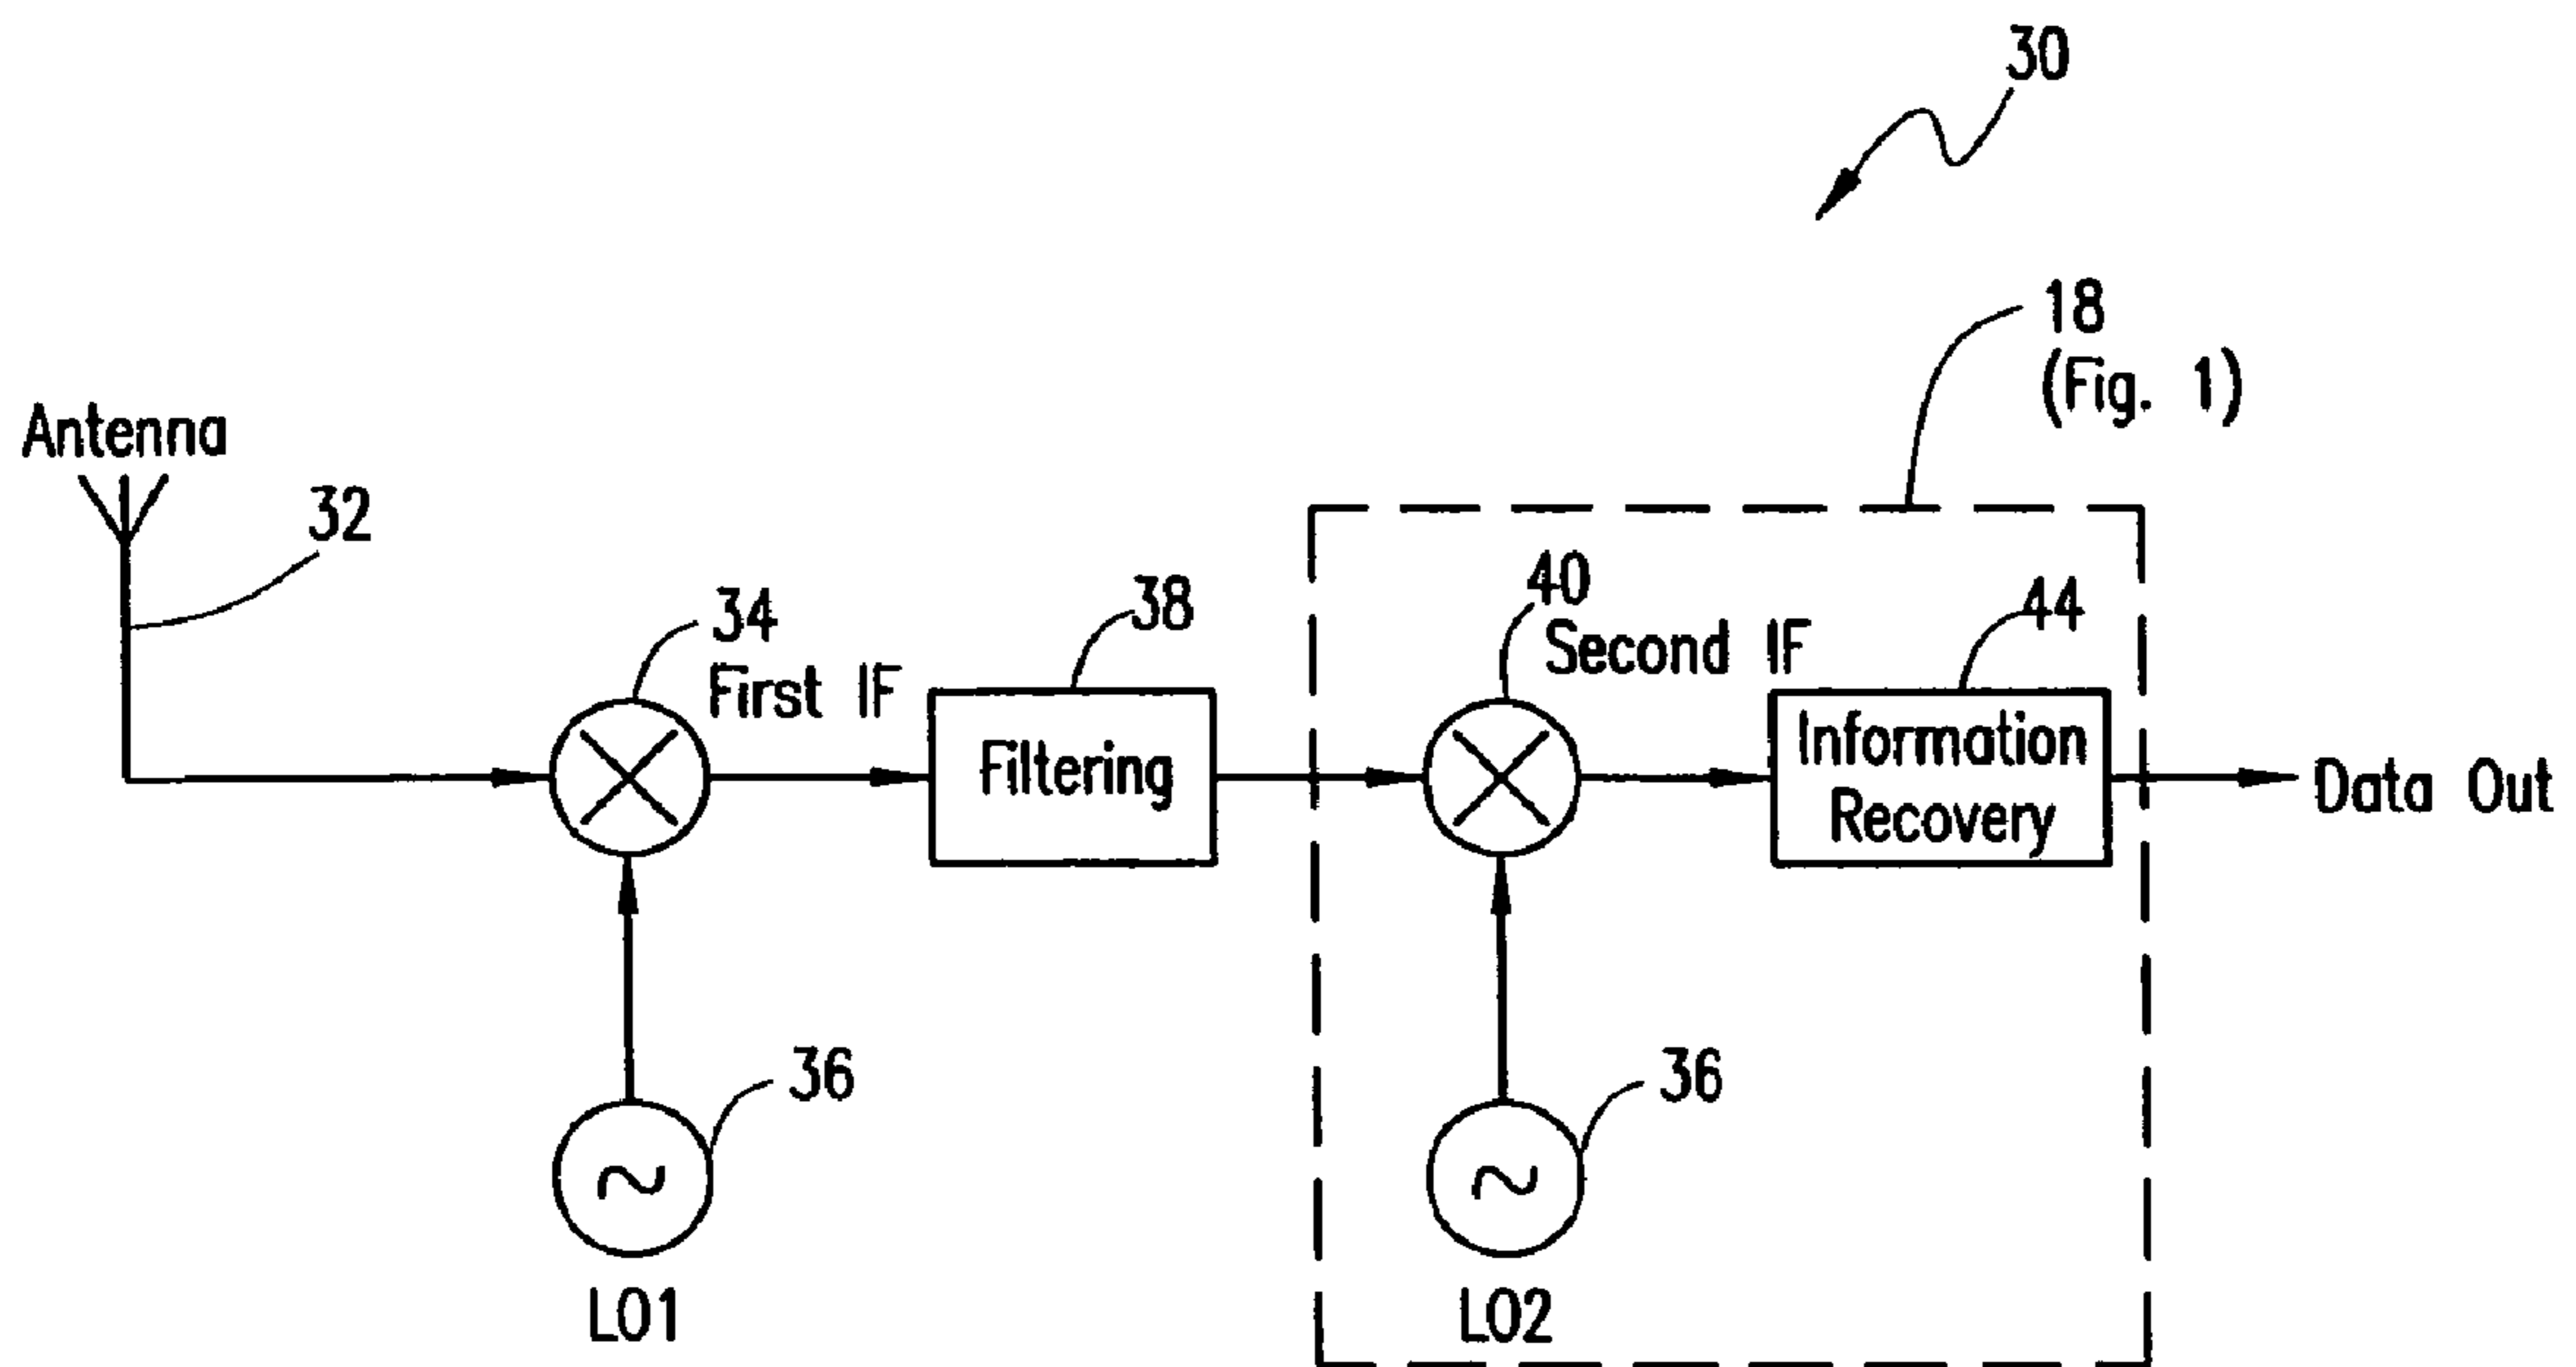 30
18
(Fig. 1)
Antenna
32
34
First IF
38
Filtering
40
Second IF
44
Information
Recovery
Data Out
36
LO1
36
LO2